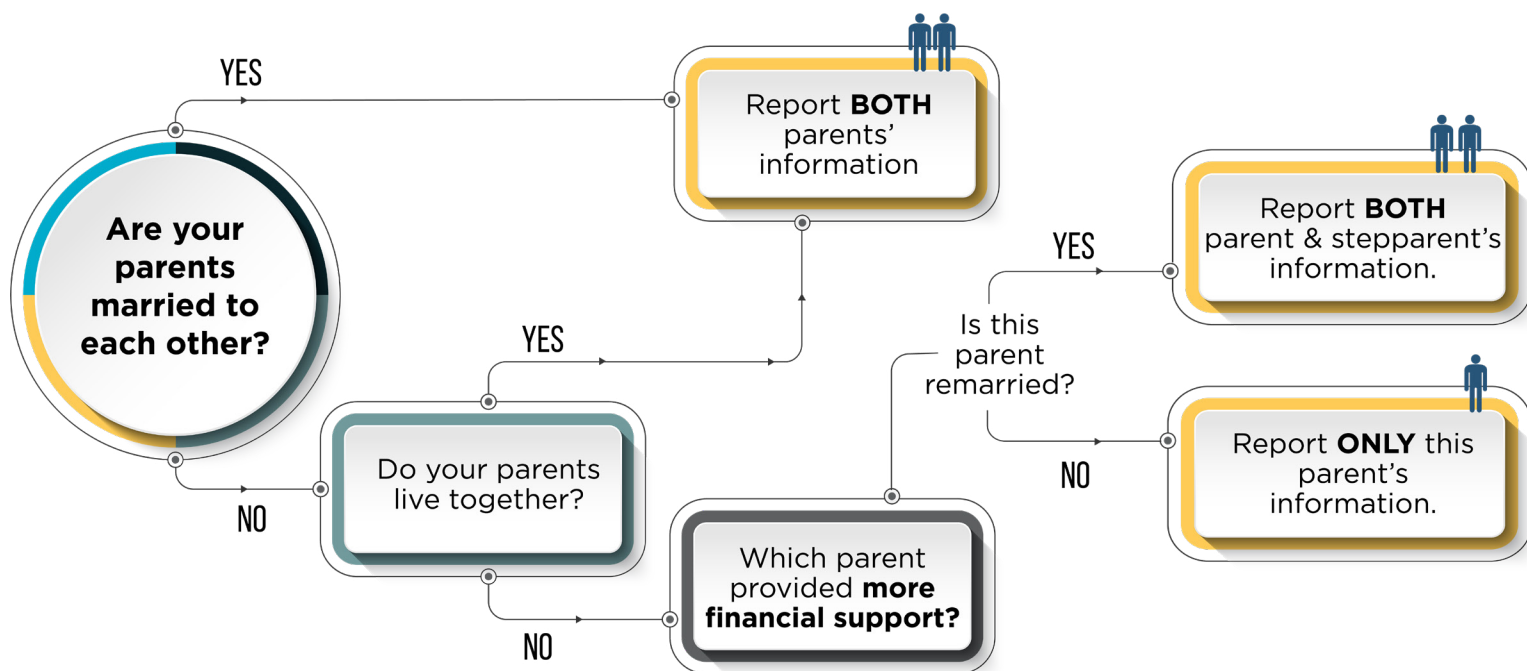 YES
Report BOTH
parents’
information
Are your
parents
married to
each other?
YES
NO
Do your parents
live together?
NO
Which parent
provided more
financial support?
Is this
parent
remarried?
YES
Report BOTH
parent & stepparent’s
information.
NO
Report ONLY this
parent’s
information.